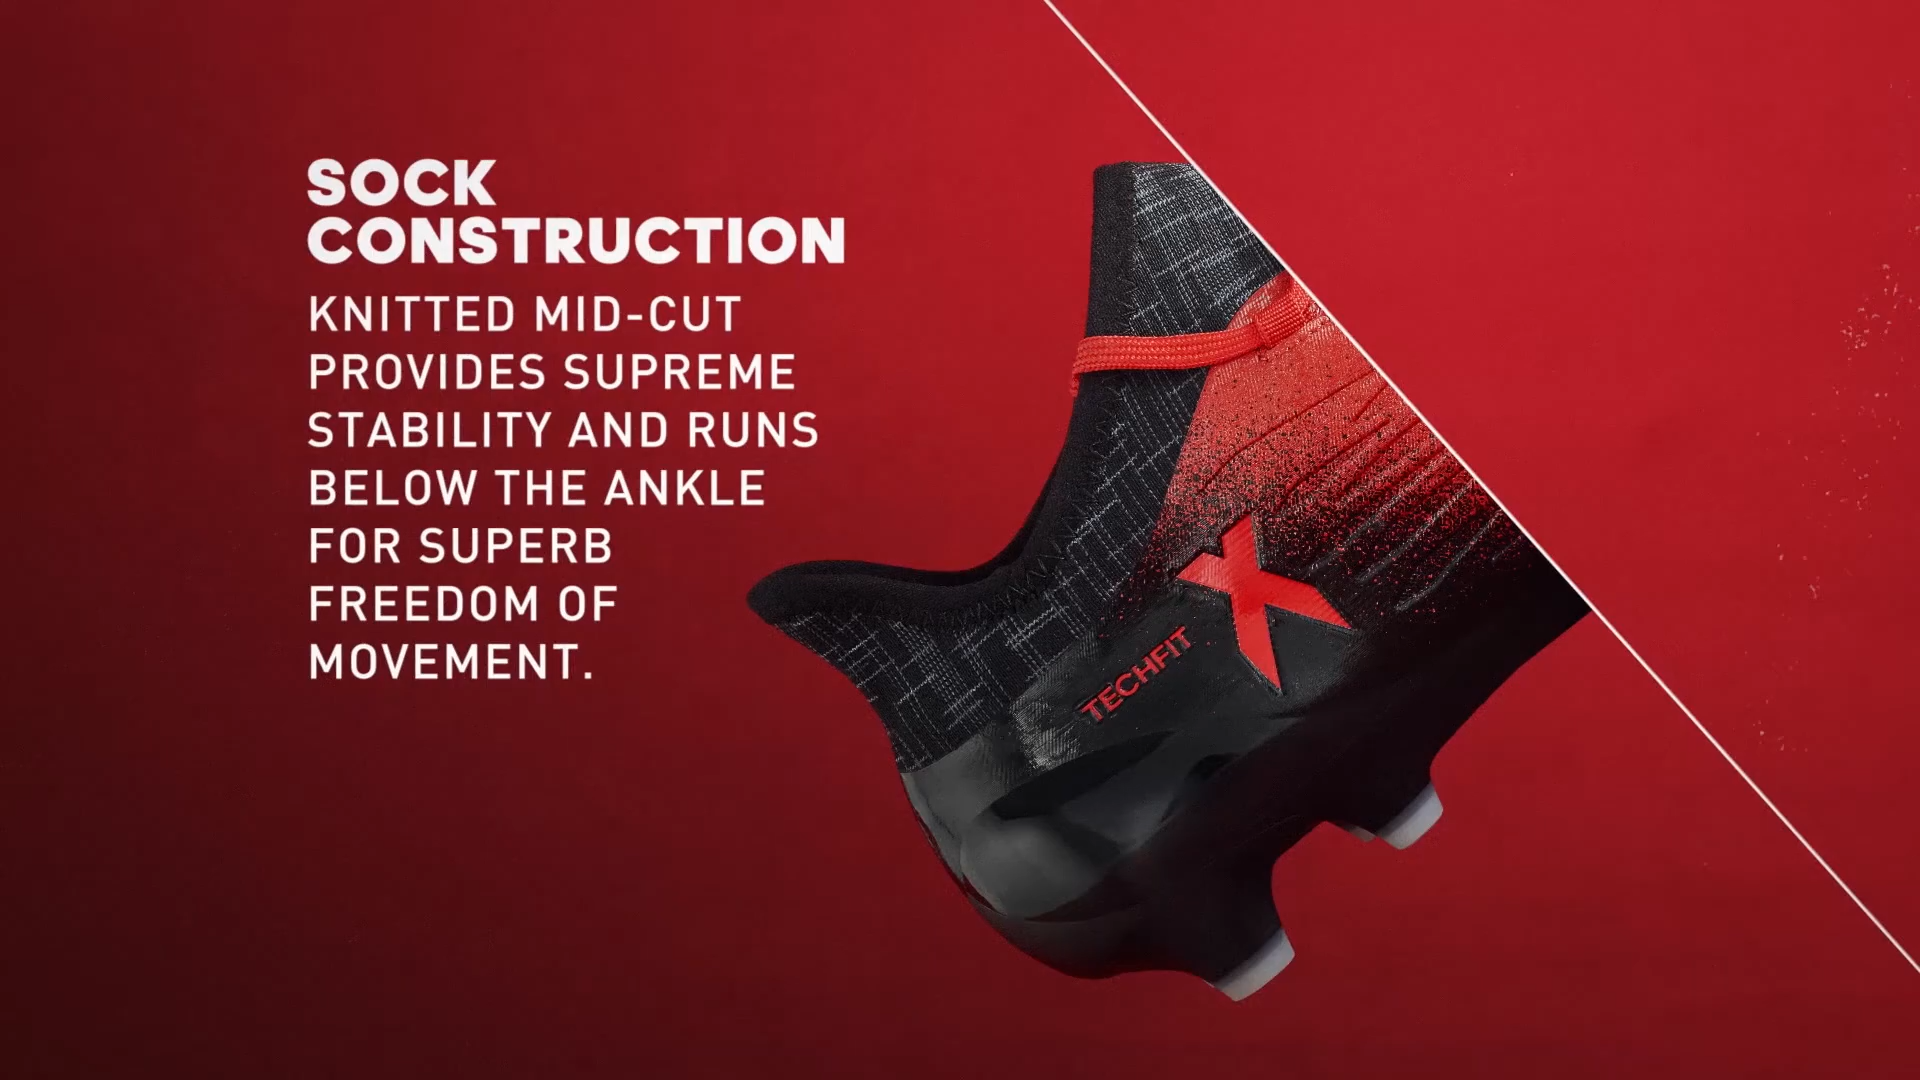 SOCK
CONSTRUCTION
KNITTED MID-CUT
PROVIDES SUPREME
STABILITY AND RUNS
BELOW THE ANKLE
FOR SUPERB
FREEDOM OF
MOVEMENT.
X
TECHFIT